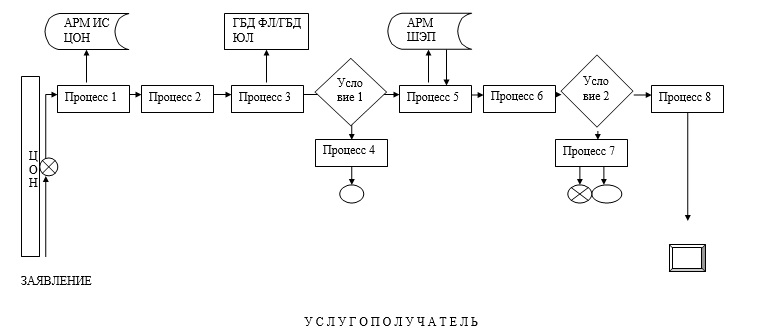 АРМ ИС
ЦОН
ГБД ФЛ/ГБД
ЮЛ
АРМ
ШЭП
Процесс 1
Процесс 2
Процесс 3
Усло
вие 1
Процесс 5
Процесс 6
Усло
вие 2
Процесс 8
Процесс 4
Процесс 7
Ц
О
Н
ЗАЯВЛЕНИЕ
У С Л У Г О П О Л У Ч А Т Е Л Ь